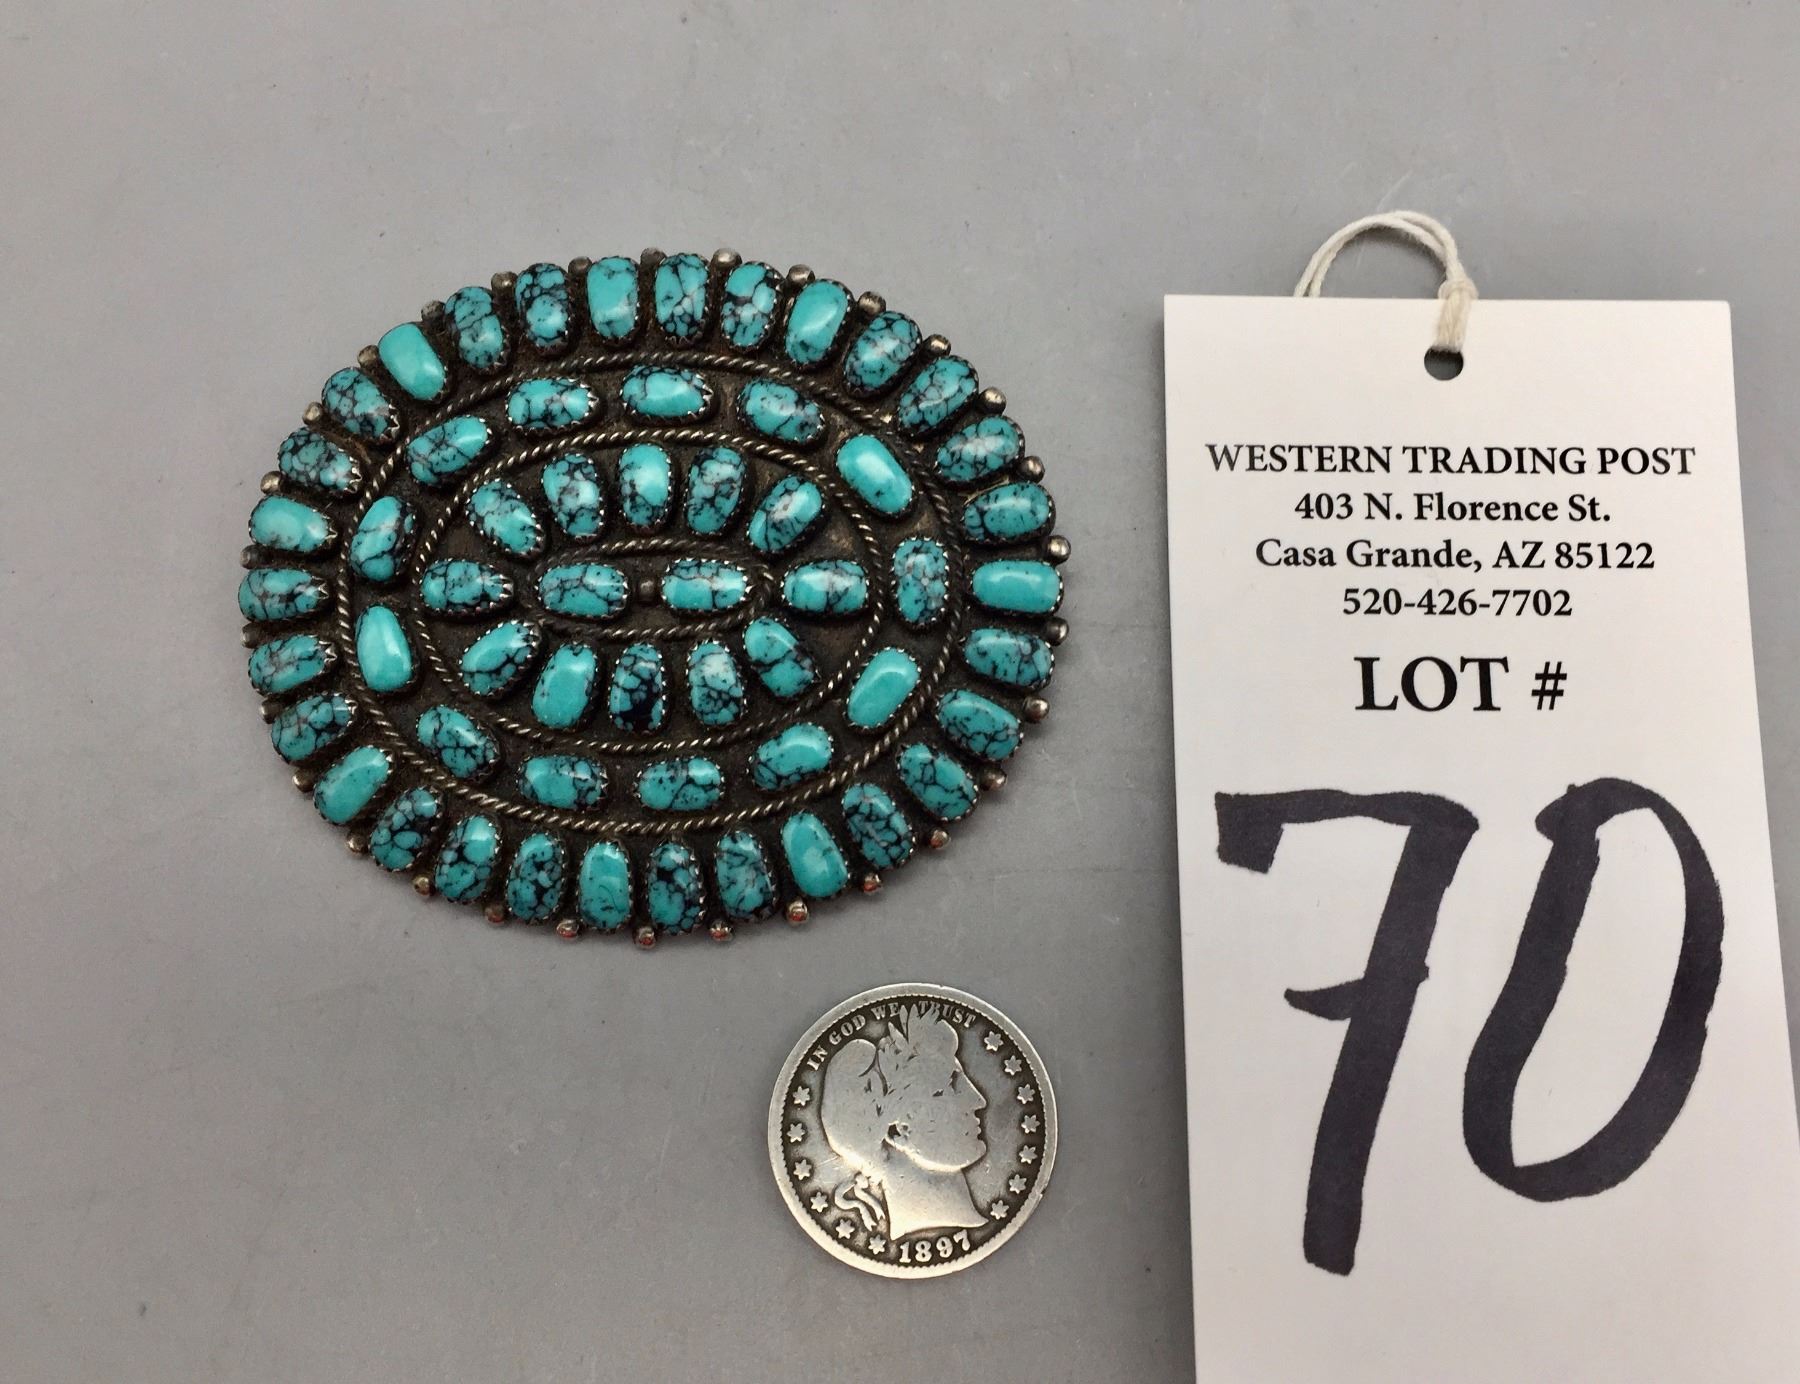 WESTERN TRADING POST
403 N. Florence St.
Casa Grande, AZ 85122
520-426-7702
LOT #
70
IN GOD WE TRUST
1897